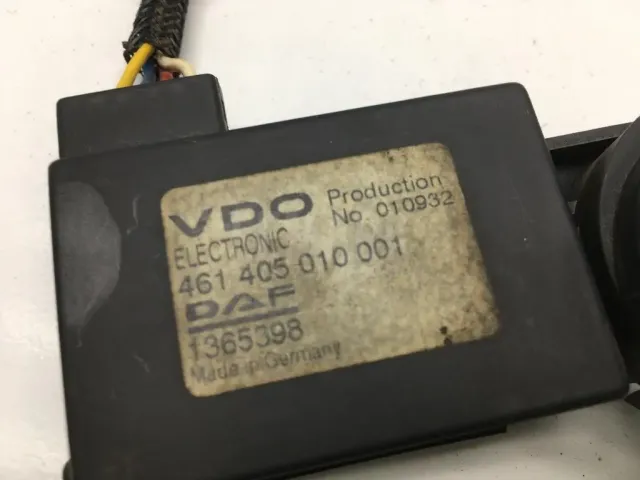 VDO Production
ELECTRONIC No. 010932
461 405 010 001
DAF
1365398
Made in Germany